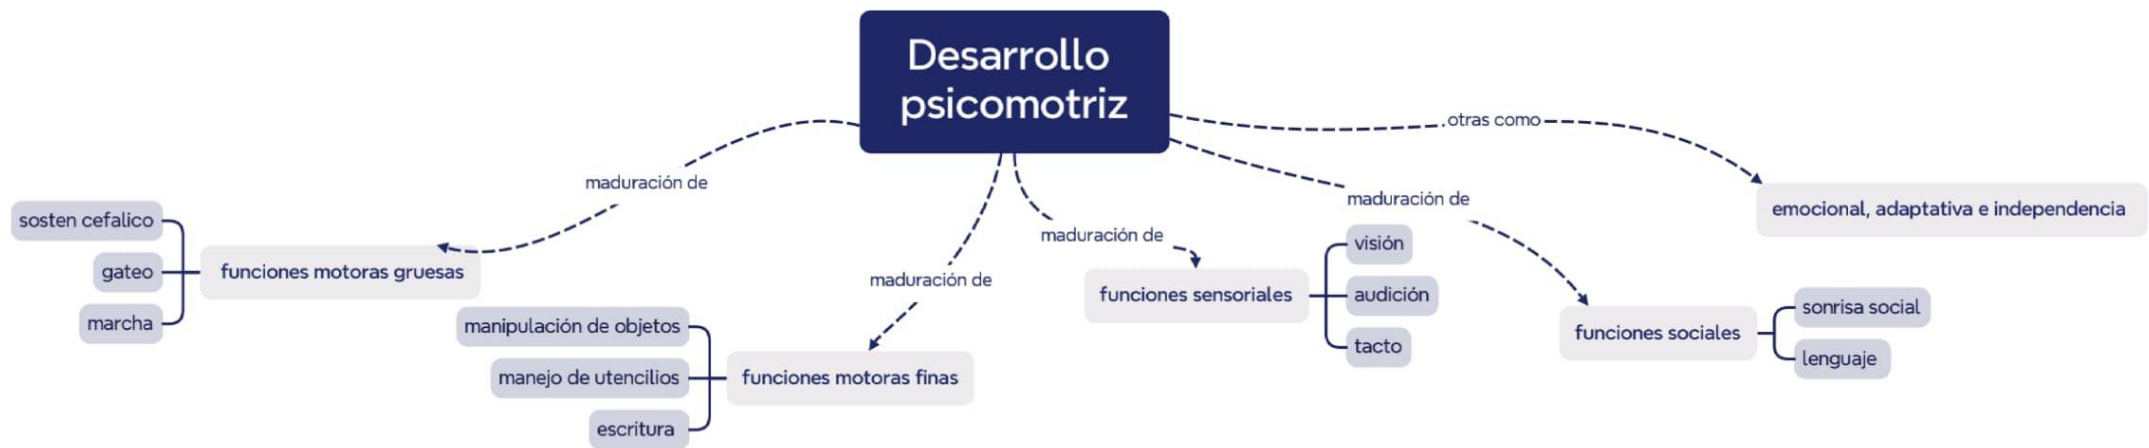 Desarrollo
psicomotriz
maduración de
funciones motoras gruesas
sosten cefalico
gateo
marcha
maduración de
funciones motoras finas
manipulación de objetos
manejo de utencilios
escritura
maduración de
funciones sensoriales
visión
audición
tacto
maduración de
funciones sociales
sonrisa social
lenguaje
otras como
emocional, adaptativa e independencia